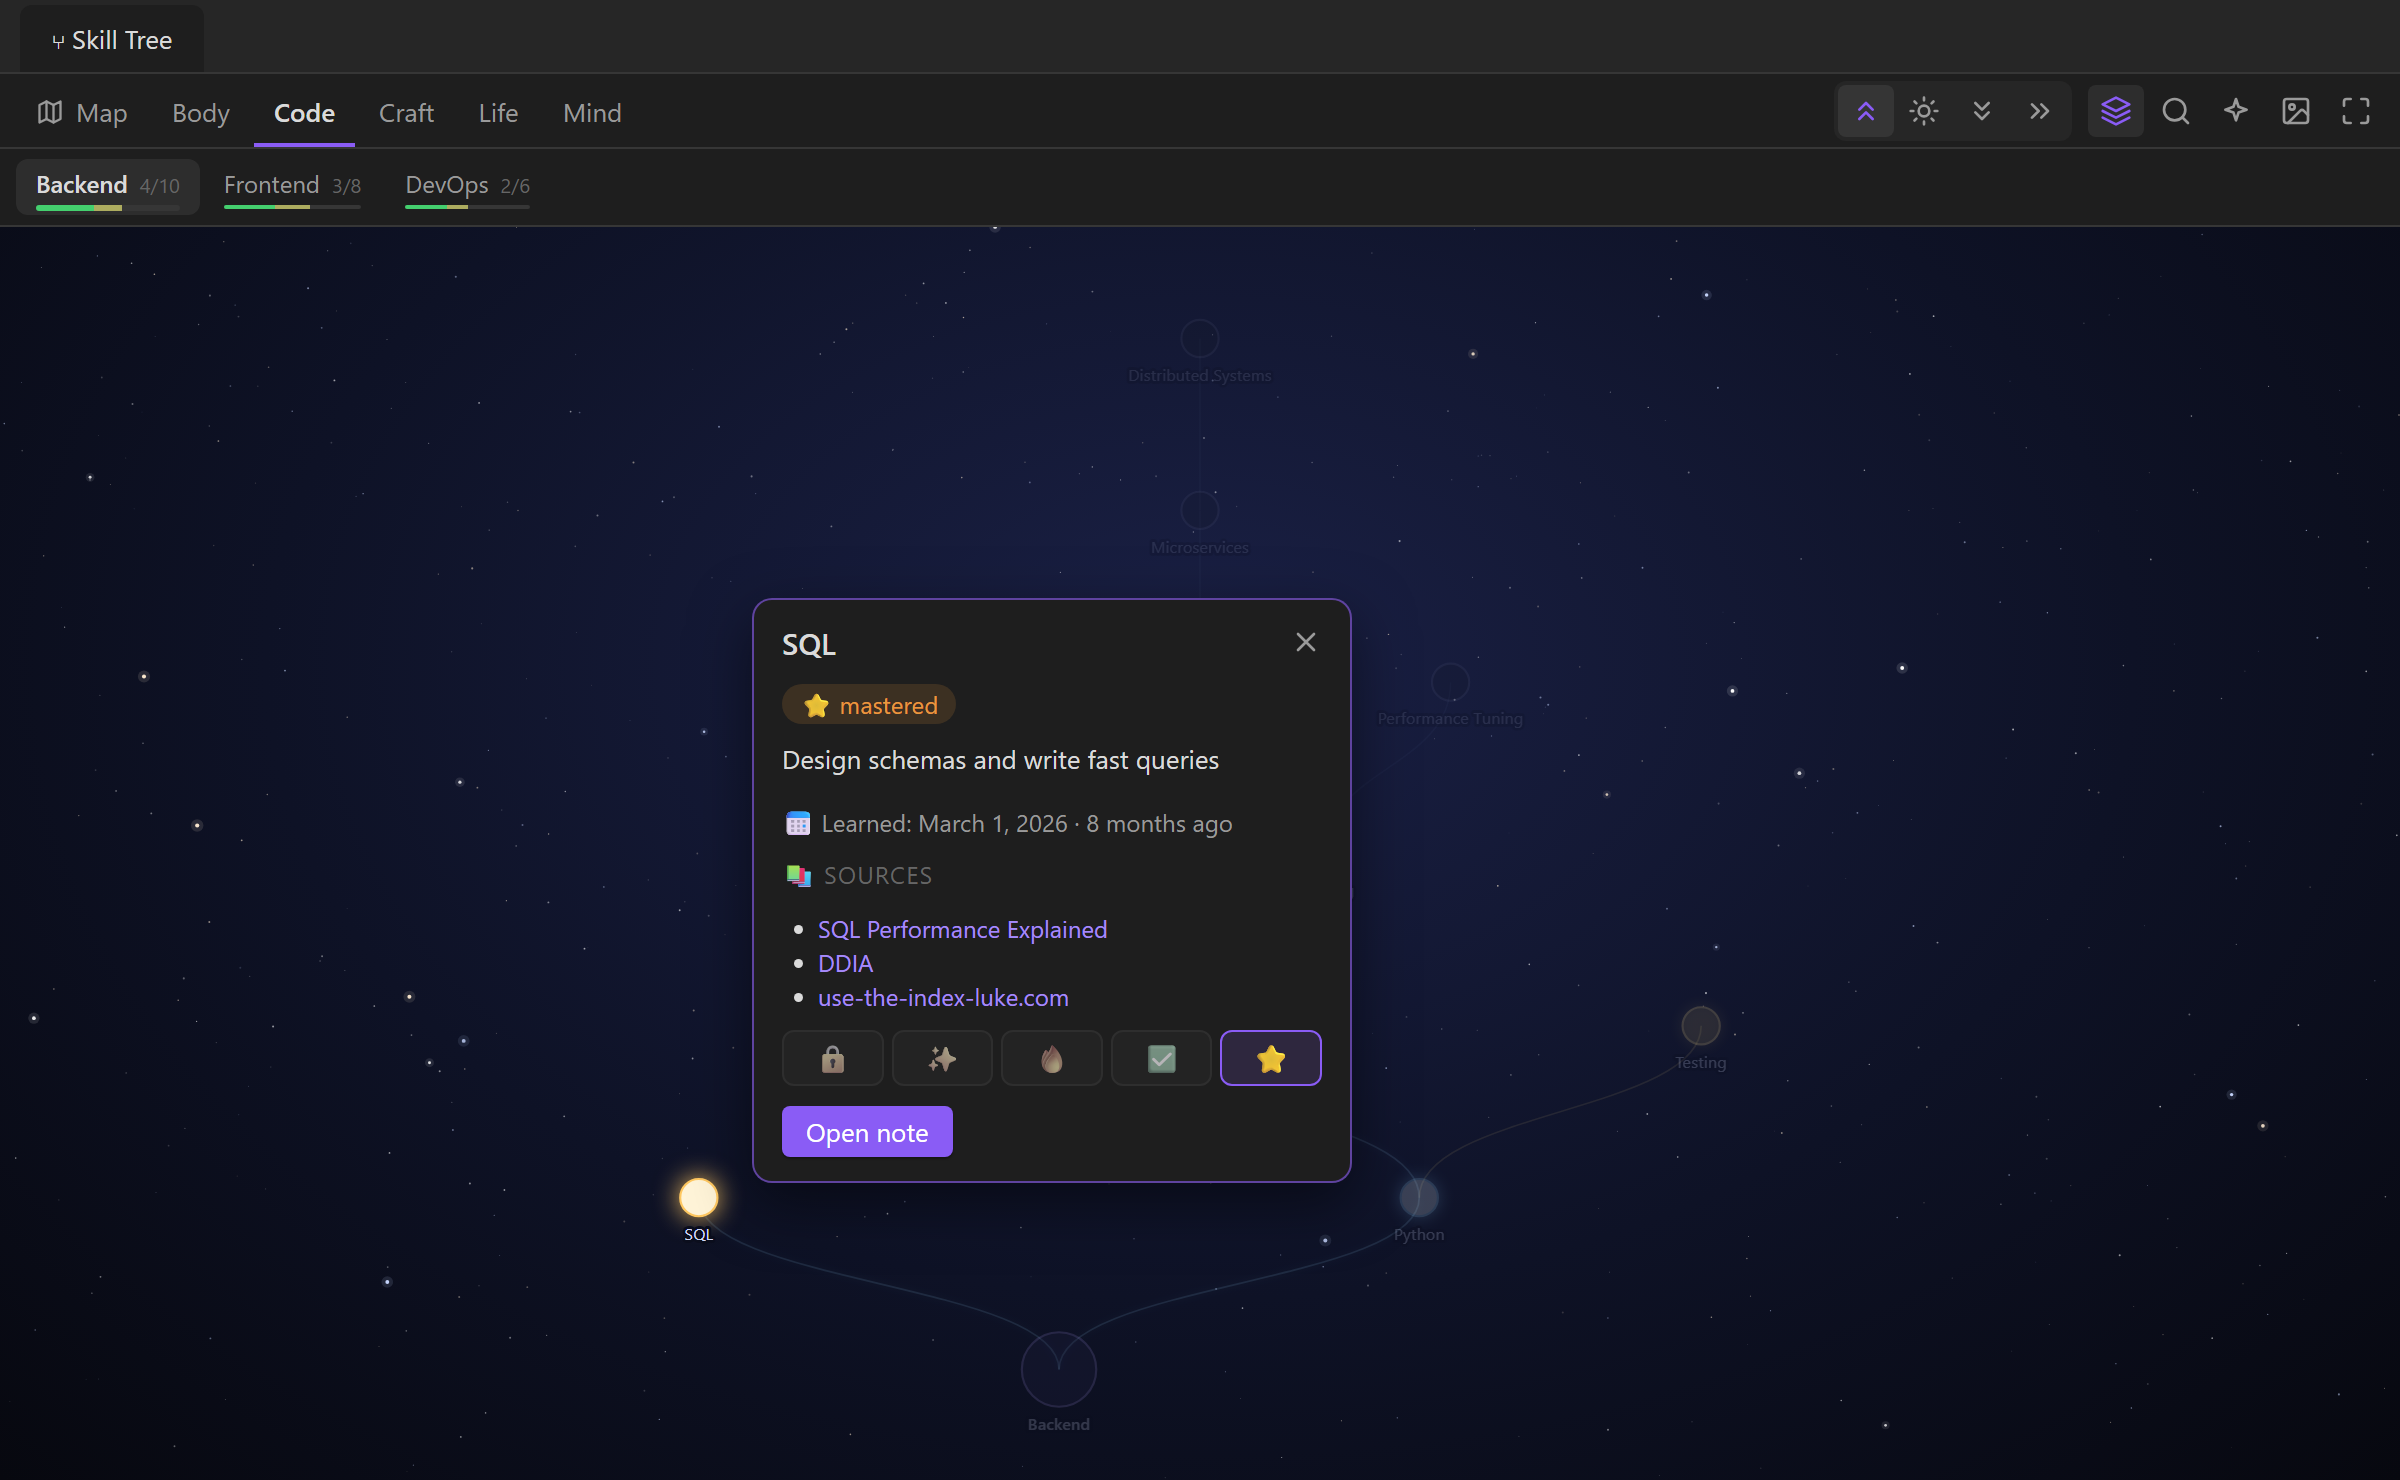 Skill Tree
Map Body Code Craft Life Mind
Backend 4/10 Frontend 3/8 DevOps 2/6
Distributed Systems
Microservices
SQL
⭐ mastered
Performance Tuning
Design schemas and write fast queries
Learned: March 1, 2026 · 8 months ago
SOURCES
• SQL Performance Explained
• DDIA
• use-the-index-luke.com
Testing
Open note
SQL
Python
Backend